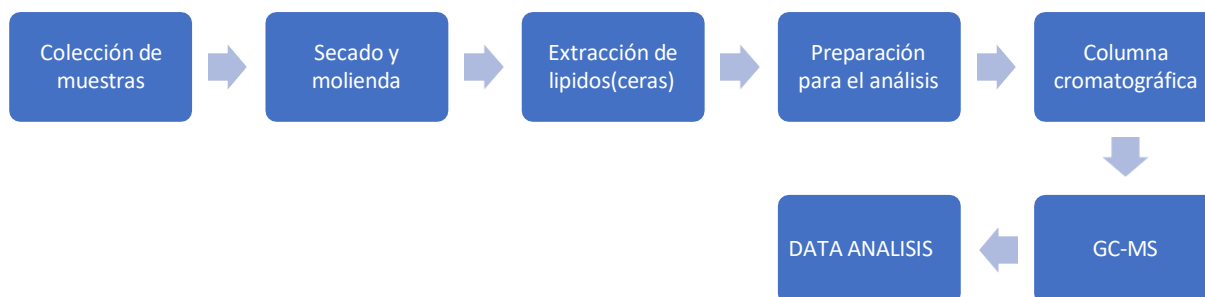 Colección de
muestras
Secado y
molienda
Extracción de
lipidos(ceras)
Preparación
para el análisis
Columna
cromatográfica
GC-MS
DATA ANALISIS